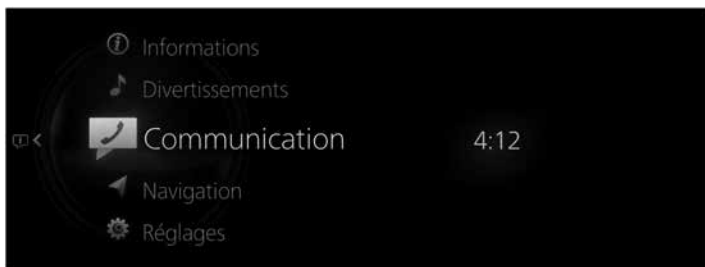 Informations
Divertissements
Communication
4:12
Navigation
Réglages